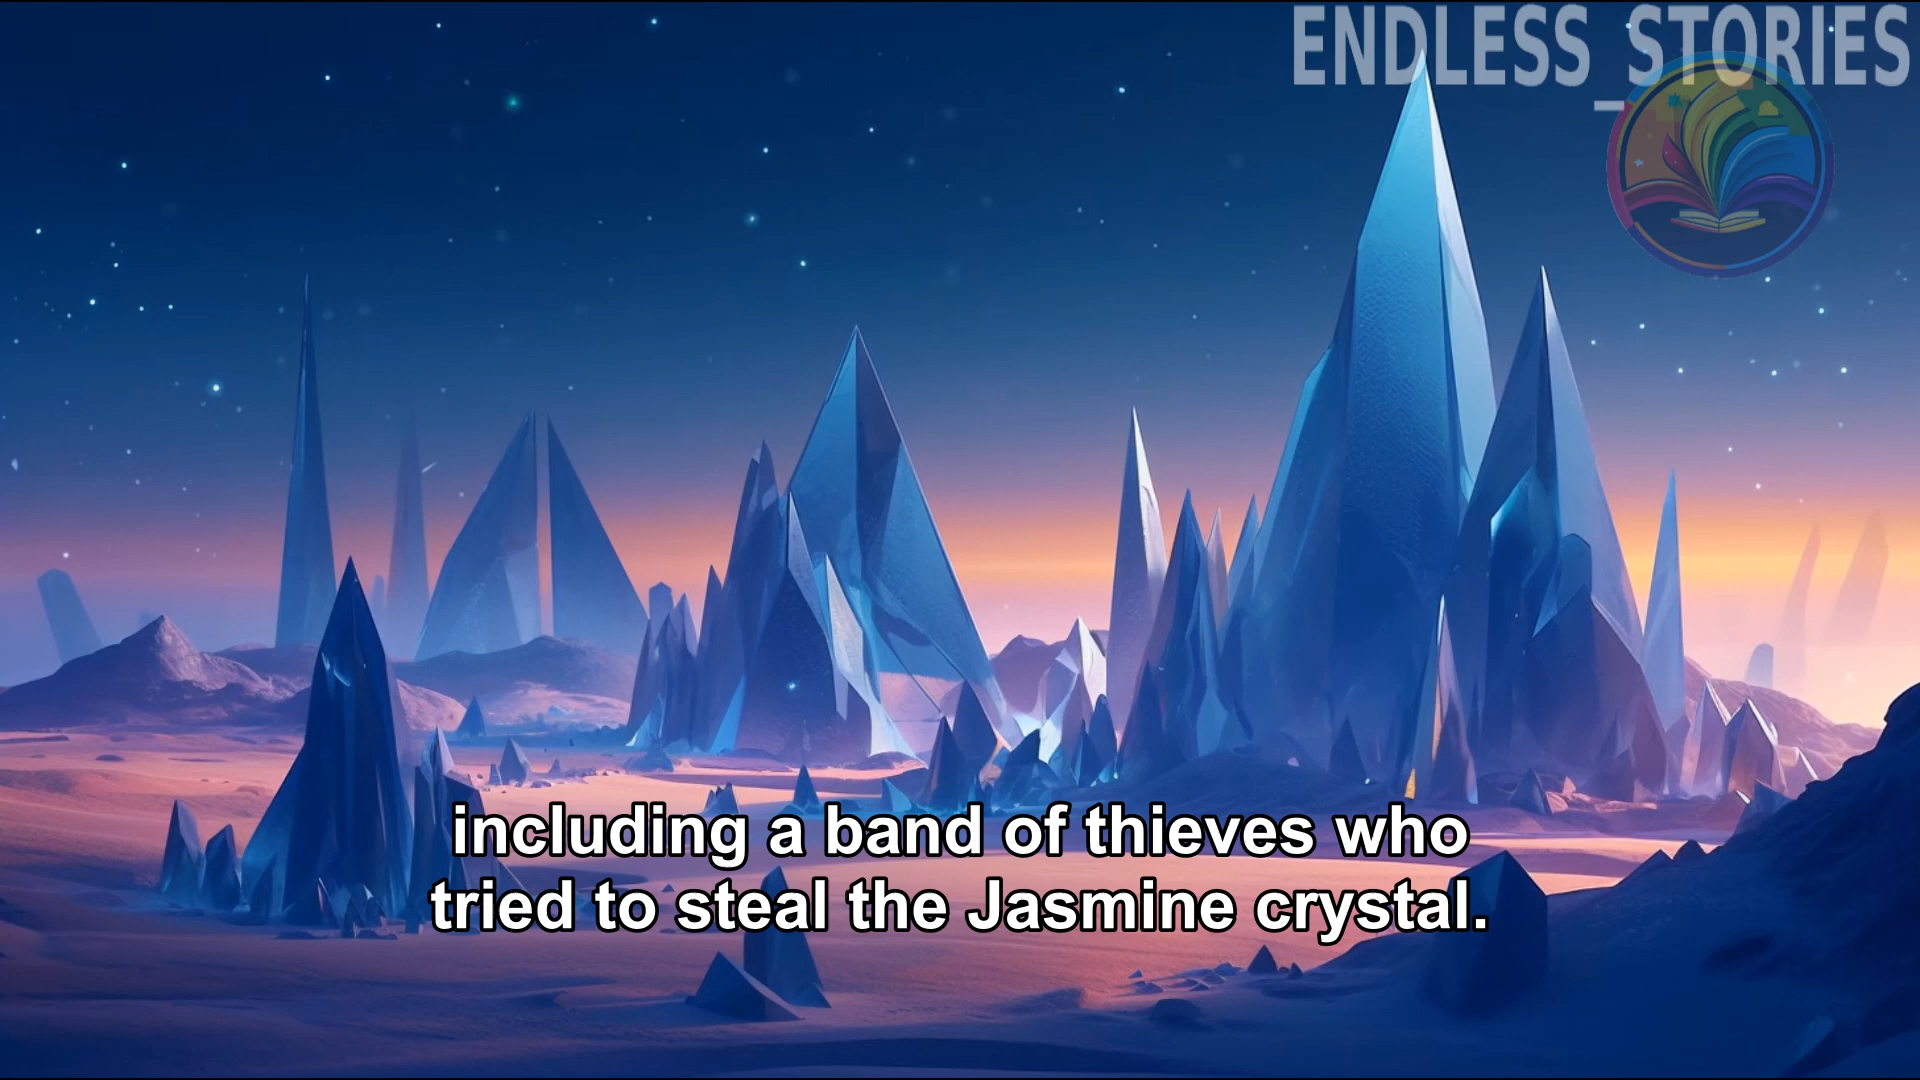 ENDLESS_STORIES
including a band of thieves who
tried to steal the Jasmine crystal.